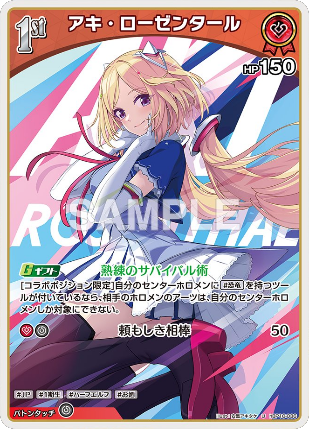 1st
アキ・ローゼンタール
HP150
SAMPLE
ギフト
熟練のサバイバル術
[コラボポジション限定]自分のセンターホロメンに #恐竜 を持つツ
ールが付いているなら、相手のホロメンのアーツは、自分のセンターホロ
メンしか対象にできない。
頼もしき相棒
50
#JP #1期生 #ハーフエルフ #お酒
バトンタッチ